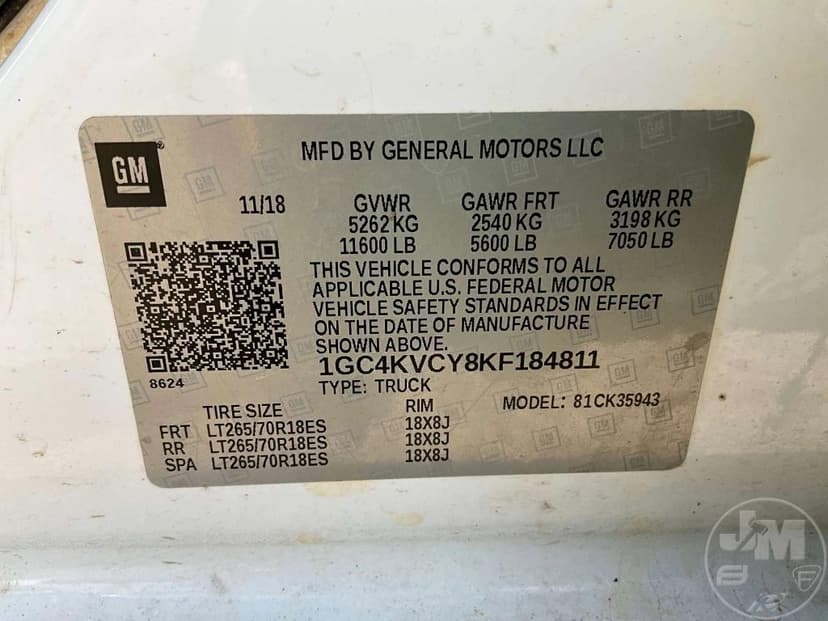 GM
MFD BY GENERAL MOTORS LLC
11/18 GVWR GAWR FRT GAWR RR
5262 KG 2540 KG 3198 KG
11600 LB 5600 LB 7050 LB
THIS VEHICLE CONFORMS TO ALL
APPLICABLE U.S. FEDERAL MOTOR
VEHICLE SAFETY STANDARDS IN EFFECT
ON THE DATE OF MANUFACTURE
SHOWN ABOVE.
8624
1GC4KVCY8KF184811
TYPE: TRUCK
MODEL: 81CK35943
TIRE SIZE RIM
FRT LT265/70R18ES 18X8J
RR LT265/70R18ES 18X8J
SPA LT265/70R18ES 18X8J
JM
B F